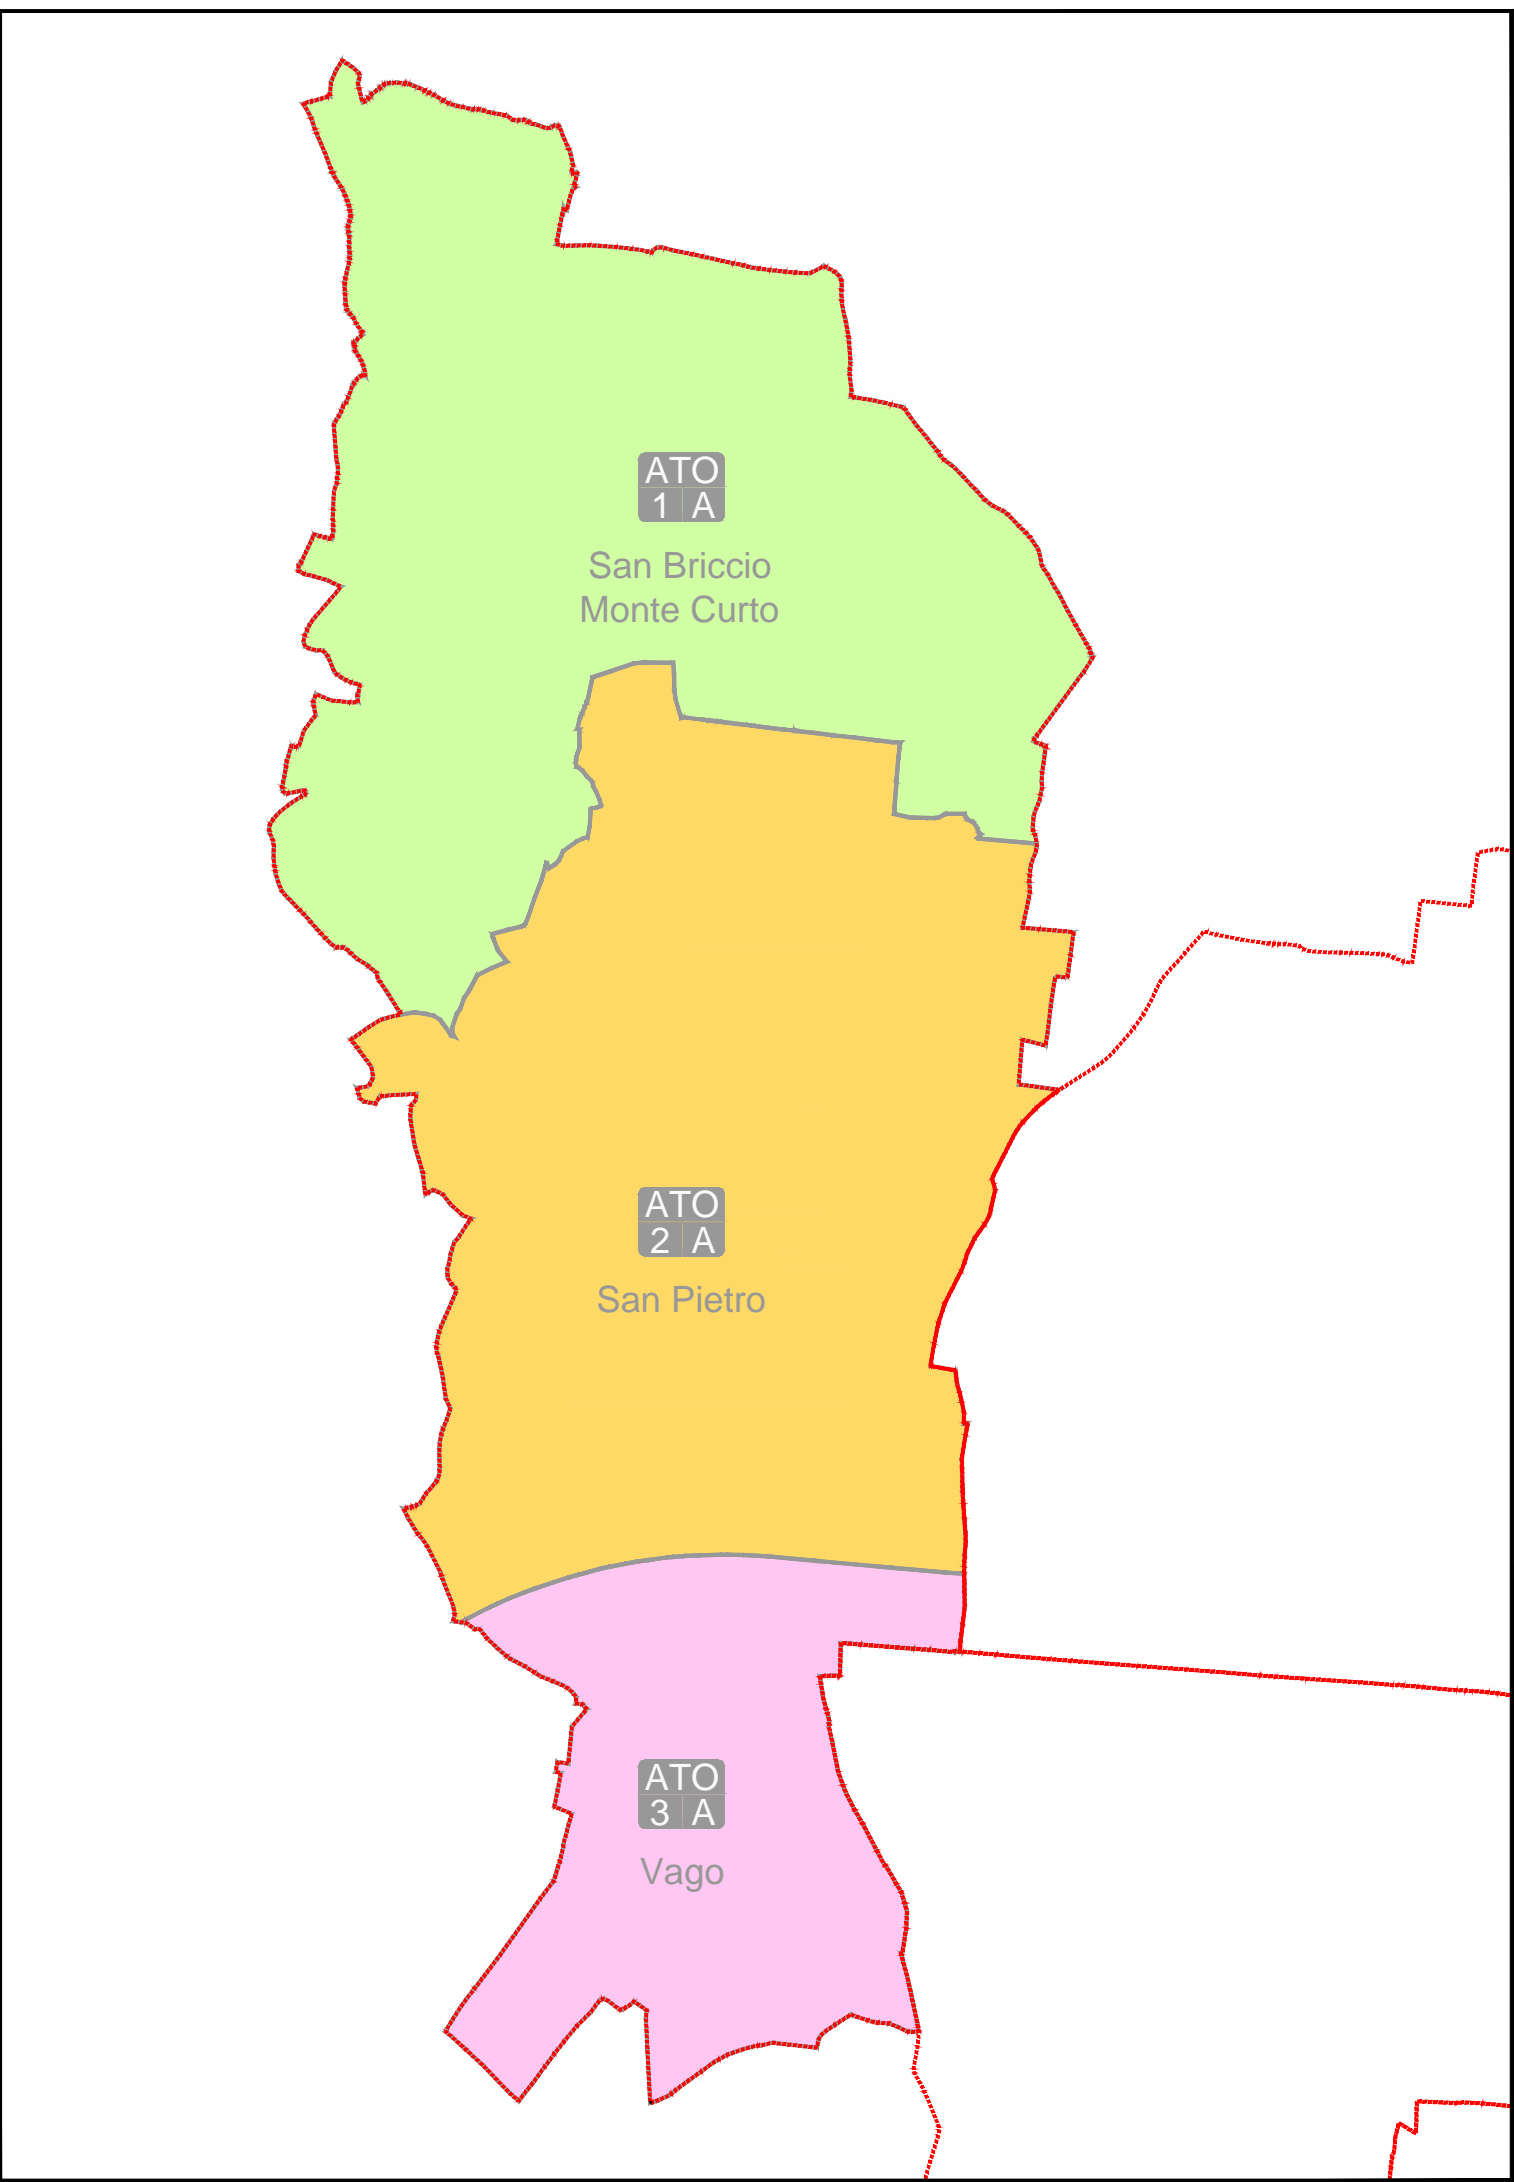 ATO
1 A
San Briccio
Monte Curto
ATO
2 A
San Pietro
ATO
3 A
Vago